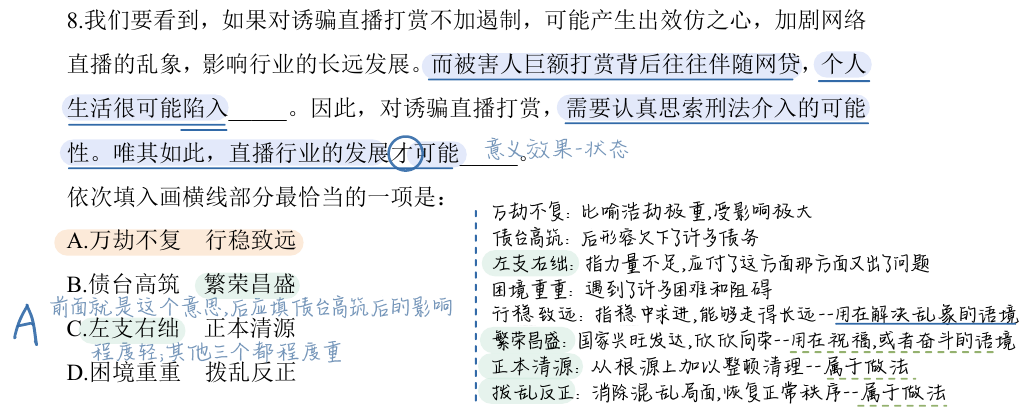 8.我们要看到，如果对诱骗直播打赏不加遏制，可能产生出效仿之心，加剧网络
直播的乱象，影响行业的长远发展。而被害人巨额打赏背后往往伴随网贷，个人
生活很可能陷入_____。因此，对诱骗直播打赏，需要认真思索刑法介入的可能
性。唯其如此，直播行业的发展才可能_____。
意义效果-状态
依次填入画横线部分最恰当的一项是：
A.万劫不复 行稳致远
B.债台高筑 繁荣昌盛
前面就是这个意思,后应填债台高筑后的影响
C.左支右绌 正本清源
程度轻;其他三个都程度重
D.困境重重 拨乱反正
A
万劫不复：比喻浩劫极重,受影响极大
债台高筑：后形容欠下了许多债务
左支右绌：指力量不足,应付了这方面那方面又出了问题
困境重重：遇到了许多困难和阻碍
行稳致远：指稳中求进,能够走得长远--用在解决乱象的语境
繁荣昌盛：国家兴旺发达,欣欣向荣--用在祝福,或者奋斗的语境
正本清源：从根源上加以整顿清理--属于做法
拨乱反正：消除混乱局面,恢复正常秩序--属于做法